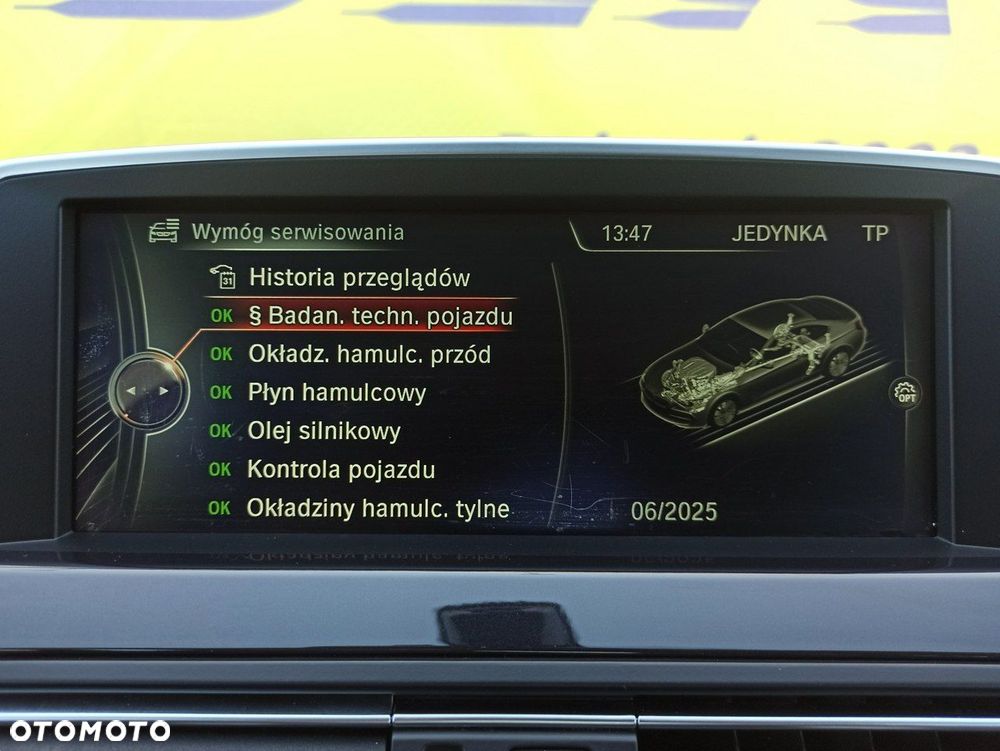 Wymóg serwisowania
13:47 JEDYNKA TP
Historia przeglądów
31
OK § Badan. techn. pojazdu
OK Okładz. hamulc. przód
OK Płyn hamulcowy
OPT
OK Olej silnikowy
OK Kontrola pojazdu
OK Okładziny hamulc. tylne
06/2025
OTOMOTO